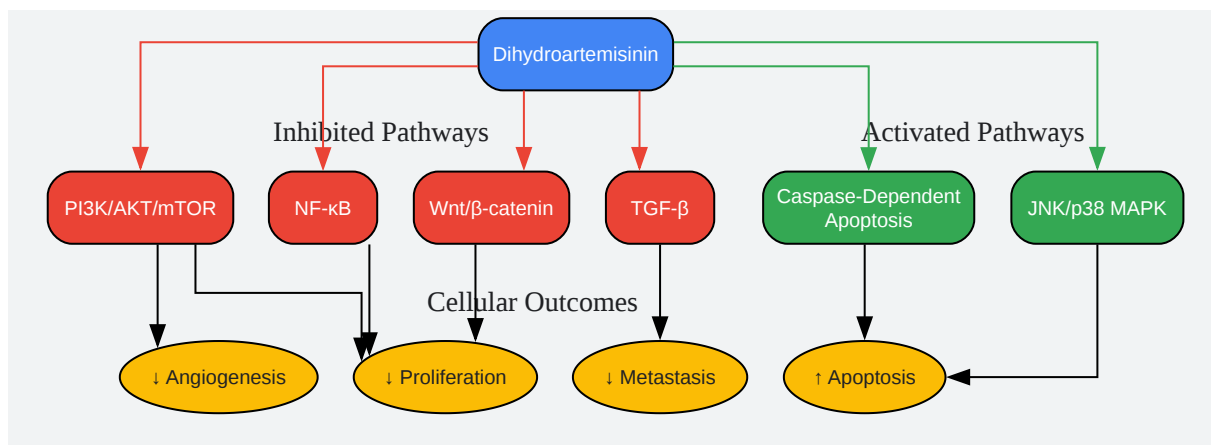 Dihydroartemisinin
Inhibited Pathways
Activated Pathways
PI3K/AKT/mTOR
NF-κB
Wnt/β-catenin
TGF-β
Caspase-Dependent
Apoptosis
JNK/p38 MAPK
Cellular Outcomes
↓ Angiogenesis
↓ Proliferation
↓ Metastasis
↑ Apoptosis